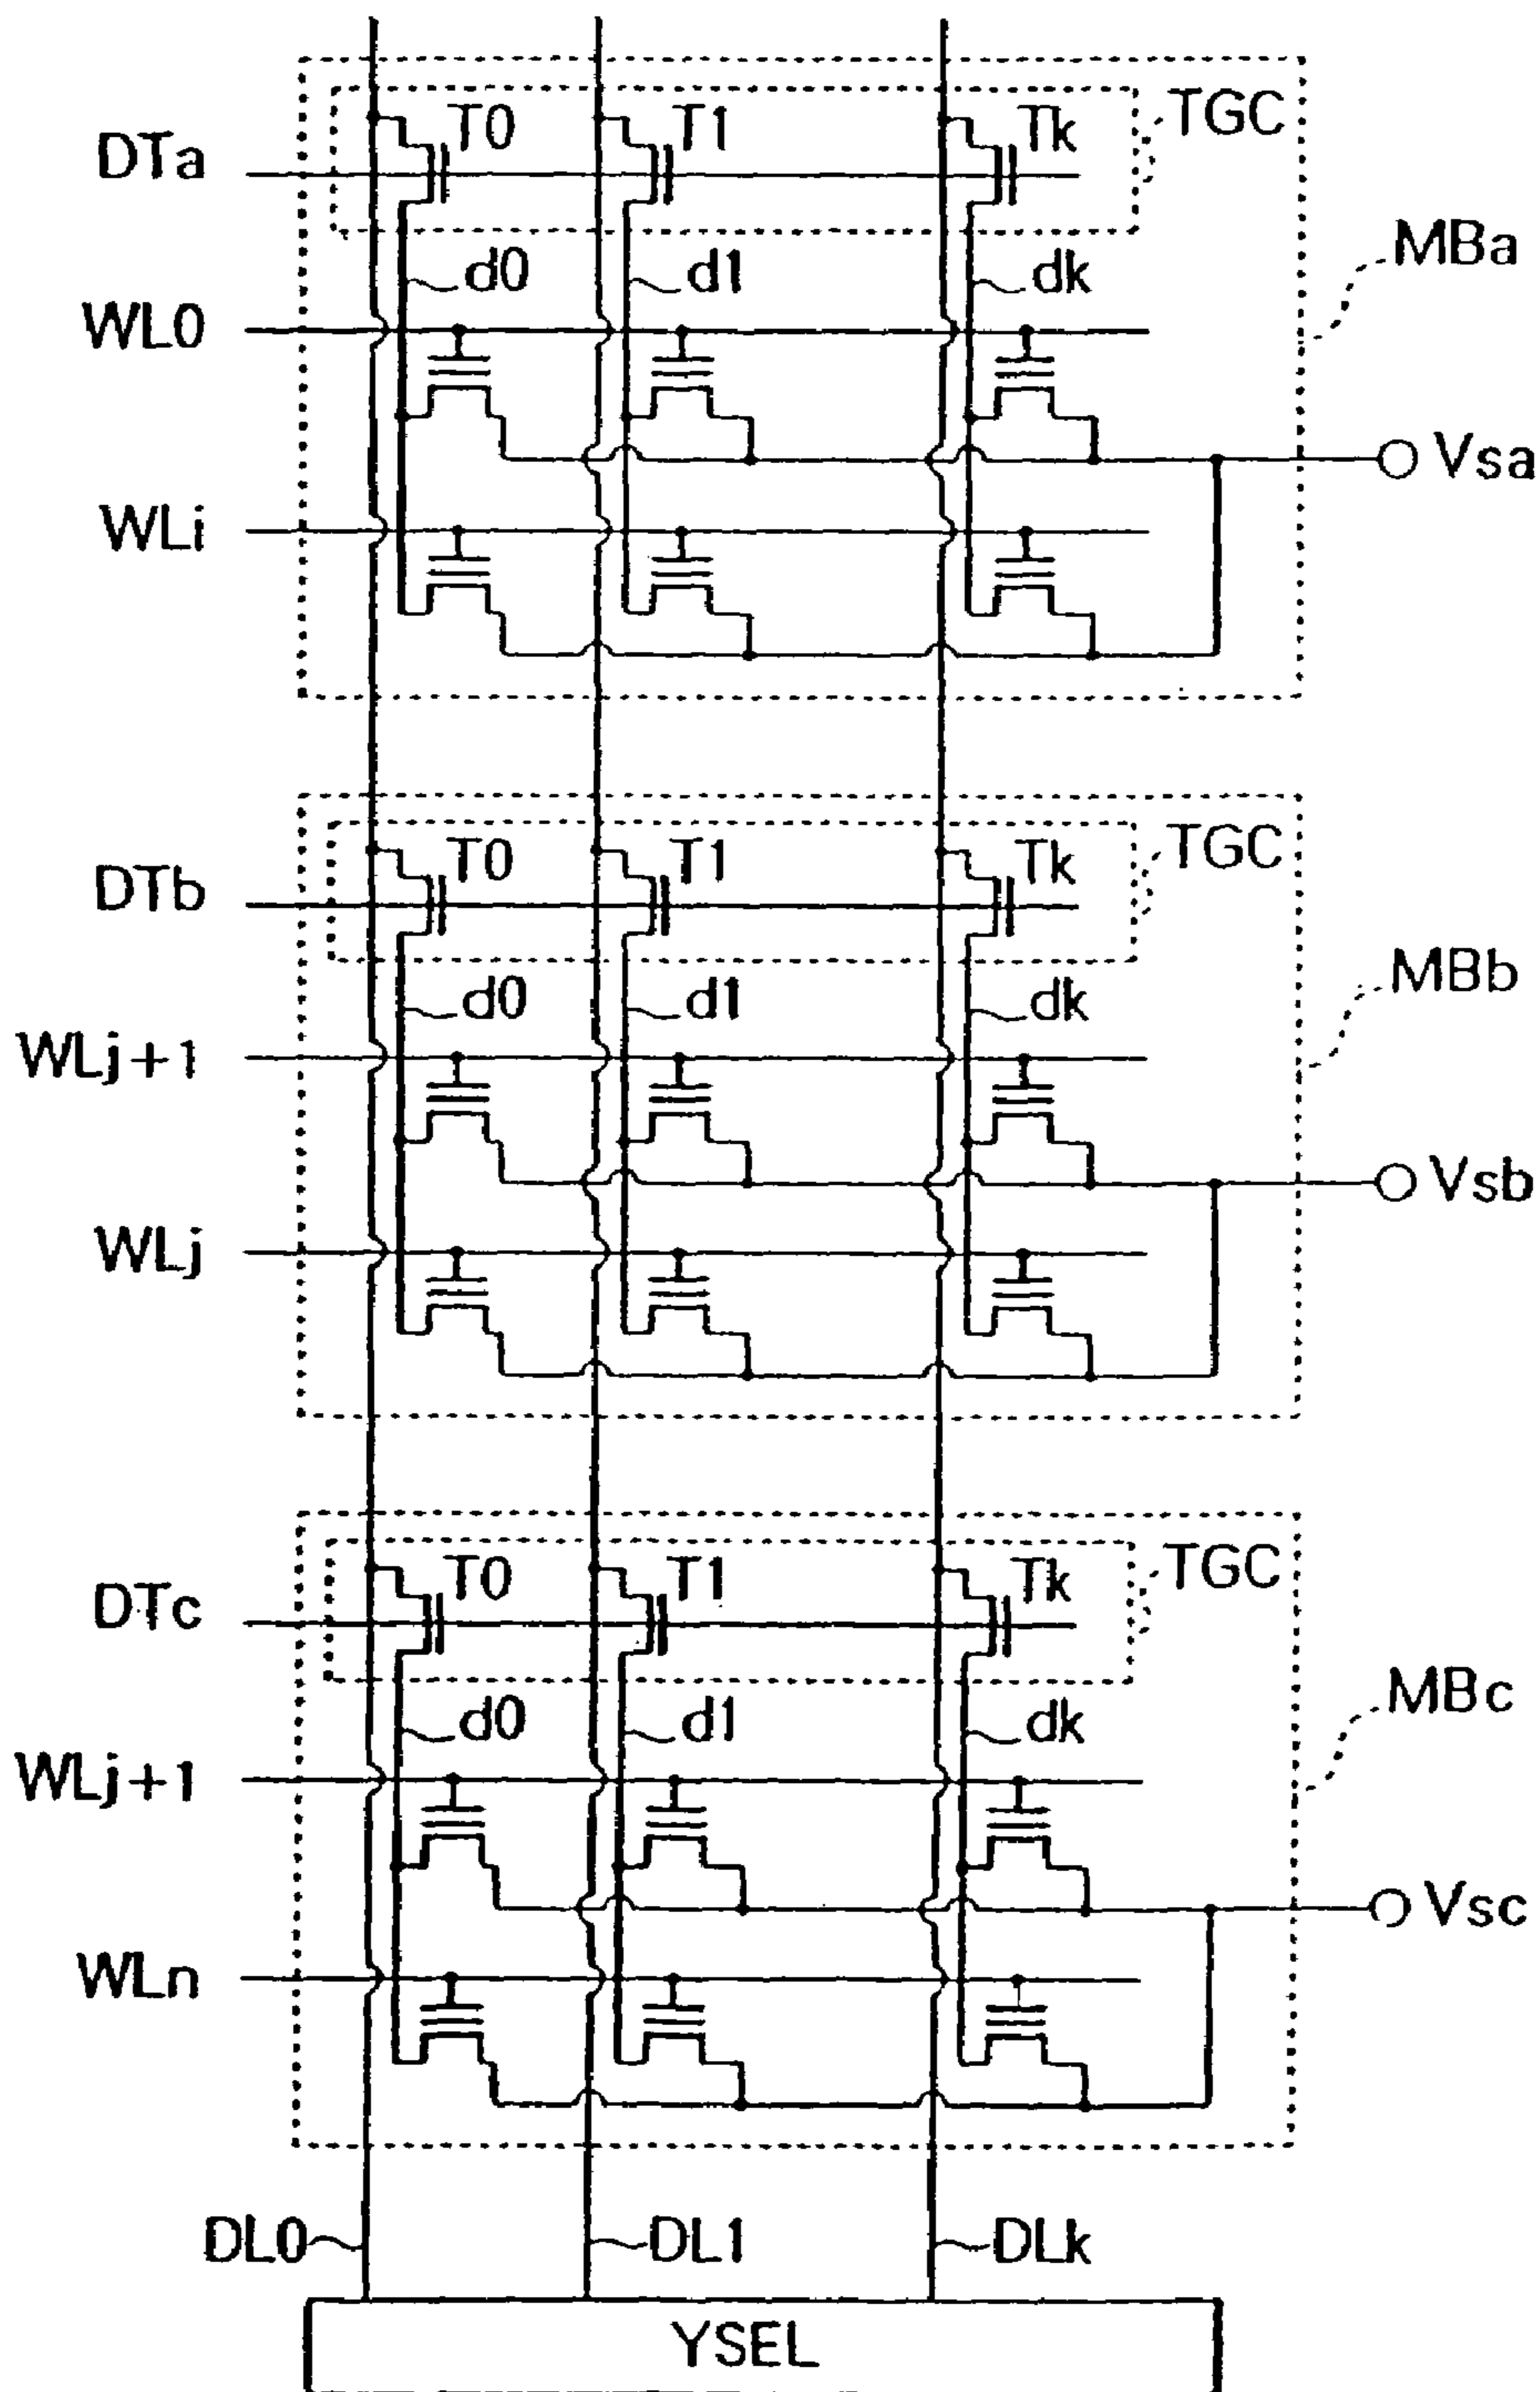 T0 T1 Tk TGC
DTa
MBa
d0 d1 dk
WL0
Vsa
WLi
T0 T1 Tk TGC
DTb
MBb
d0 d1 dk
WLj+1
Vsb
WLj
T0 T1 Tk TGC
DTc
MBc
d0 d1 dk
WLj+1
Vsc
WLn
DL0 DL1 DLk
YSEL